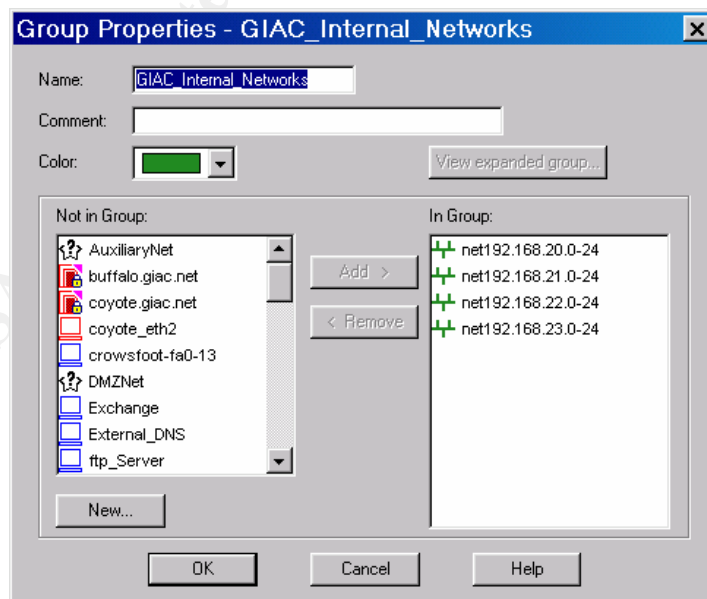 Group Properties - GIAC_Internal_Networks
Name: GIAC_Internal_Networks
Comment:
Color:
View expanded group...
Not in Group:
AuxiliaryNet
buffalo.giac.net
coyote.giac.net
coyote_eth2
crowsfoot-fa0-13
DMZNet
Exchange
External_DNS
ftp_Server
New...
Add >
< Remove
In Group:
net192.168.20.0-24
net192.168.21.0-24
net192.168.22.0-24
net192.168.23.0-24
OK
Cancel
Help